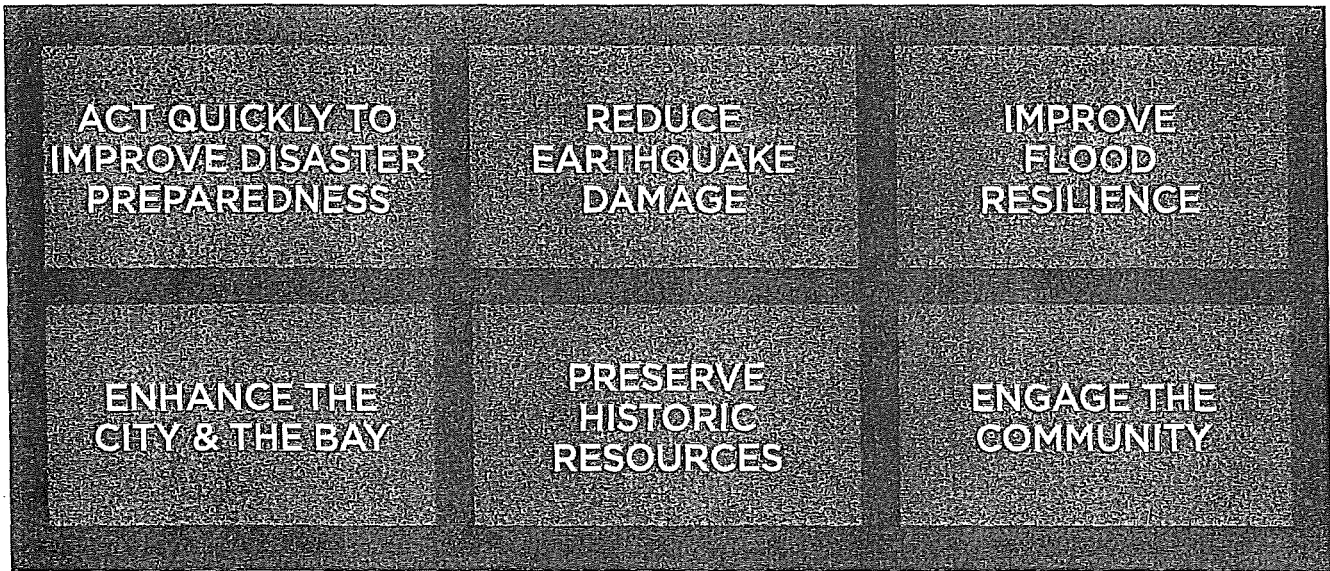 ACT QUICKLY TO
IMPROVE DISASTER
PREPAREDNESS
REDUCE
EARTHQUAKE
DAMAGE
IMPROVE
FLOOD
RESILIENCE
ENHANCE THE
CITY & THE BAY
PRESERVE
HISTORIC
RESOURCES
ENGAGE THE
COMMUNITY